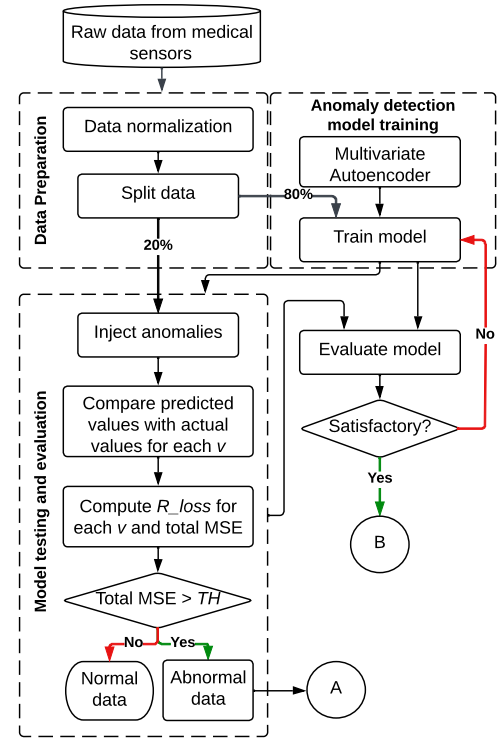 Raw data from medical
sensors
Data Preparation
Data normalization
Split data
80%
20%
Anomaly detection
model training
Multivariate
Autoencoder
Train model
Model testing and evaluation
Inject anomalies
Compare predicted
values with actual
values for each v
Compute R_loss for
each v and total MSE
Total MSE > TH
No
Yes
Normal
data
Abnormal
data
A
Evaluate model
Satisfactory?
No
Yes
B